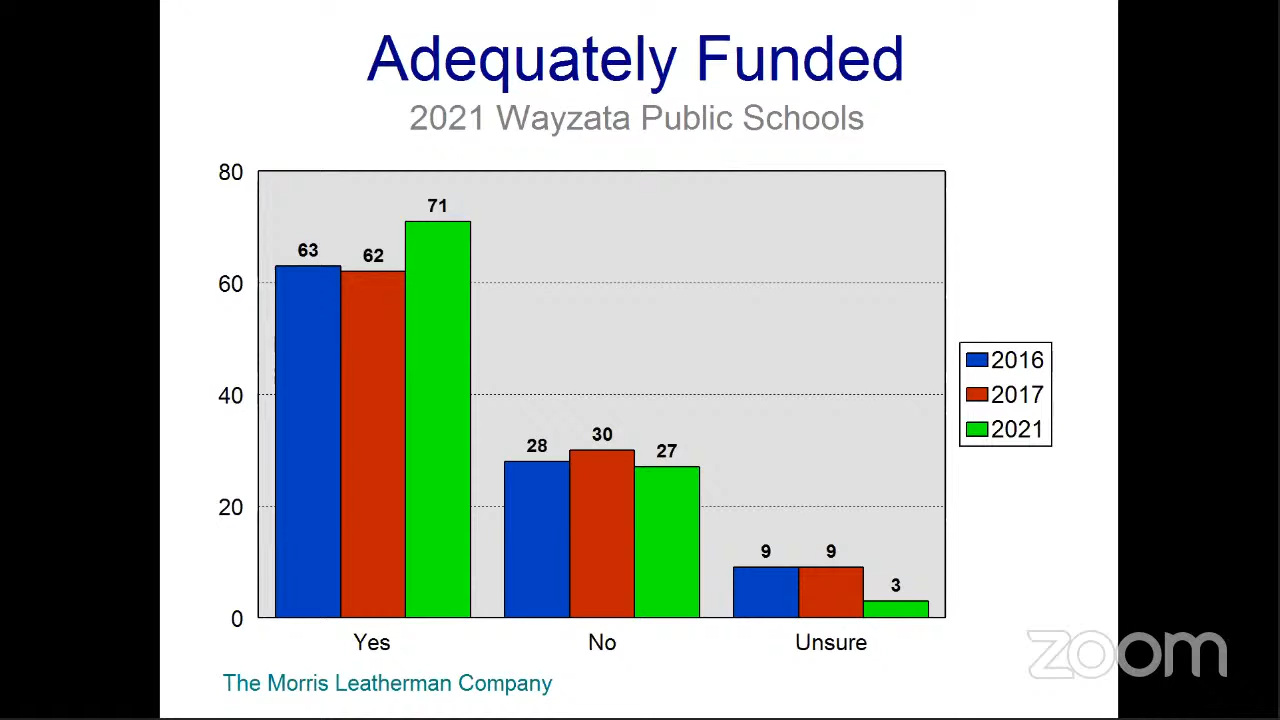 Adequately Funded
2021 Wayzata Public Schools
80
60
40
20
0
63
62
71
28
30
27
9
9
3
Yes
No
Unsure
2016
2017
2021
The Morris Leatherman Company
zoom